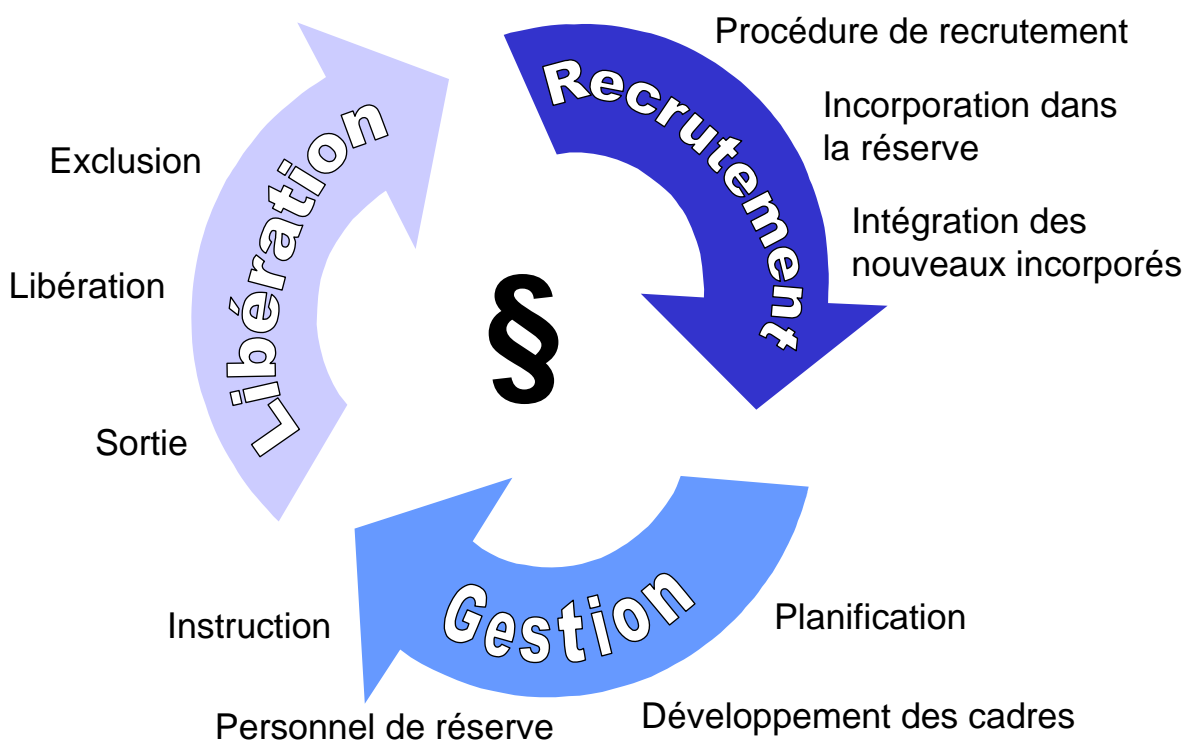 Recrutement
Procédure de recrutement
Incorporation dans
la réserve
Intégration des
nouveaux incorporés
§
Gestion
Planification
Développement des cadres
Personnel de réserve
Instruction
Libération
Sortie
Libération
Exclusion